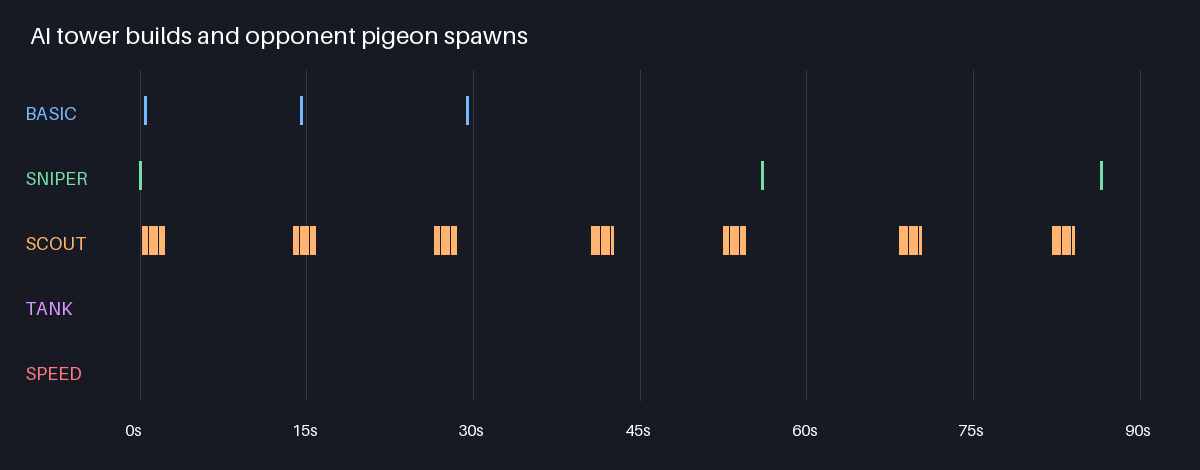 AI tower builds and opponent pigeon spawns
BASIC
SNIPER
SCOUT
TANK
SPEED
0s 15s 30s 45s 60s 75s 90s